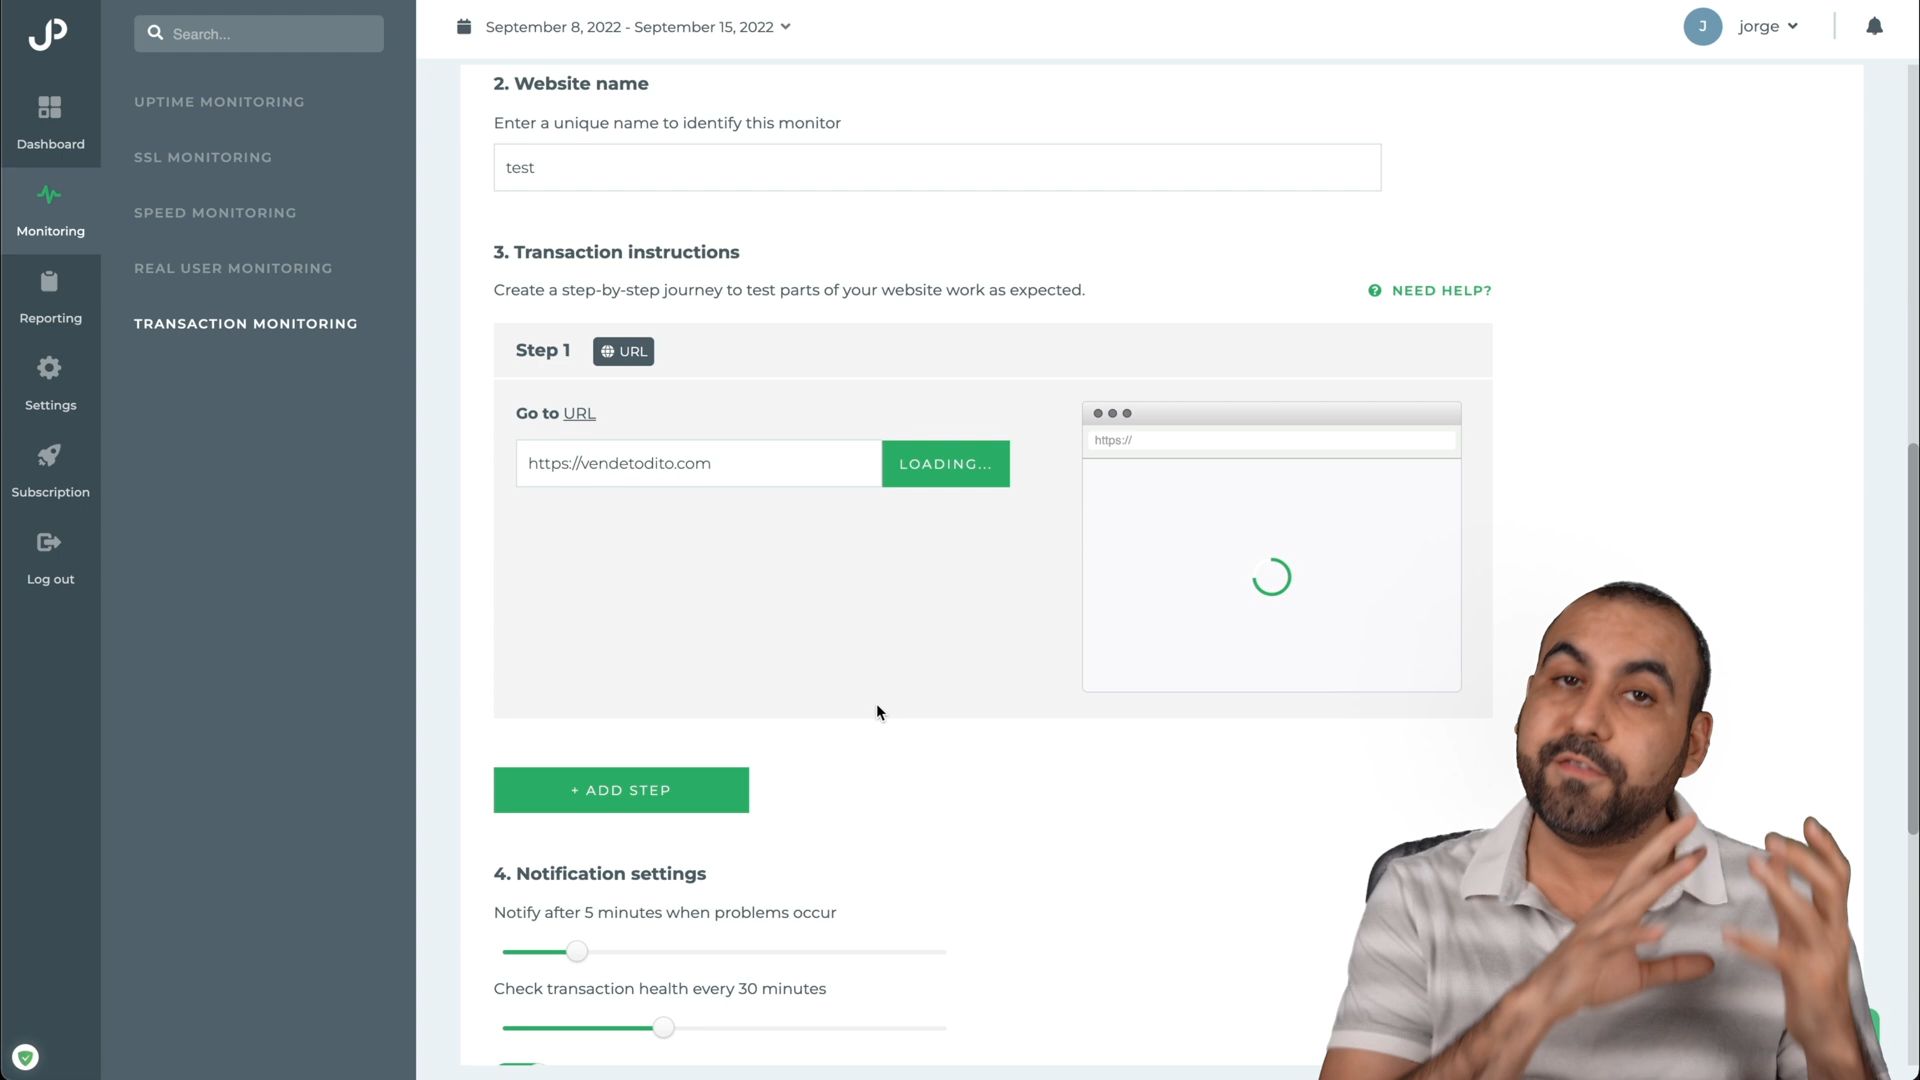 Search...
September 8, 2022 - September 15, 2022
J
jorge
UPTIME MONITORING
SSL MONITORING
SPEED MONITORING
REAL USER MONITORING
TRANSACTION MONITORING
Dashboard
Monitoring
Reporting
Settings
Subscription
Log out
2. Website name
Enter a unique name to identify this monitor
test
3. Transaction instructions
Create a step-by-step journey to test parts of your website work as expected.
? NEED HELP?
Step 1
URL
Go to URL
https://vendetodito.com
LOADING...
https://
+ ADD STEP
4. Notification settings
Notify after 5 minutes when problems occur
Check transaction health every 30 minutes